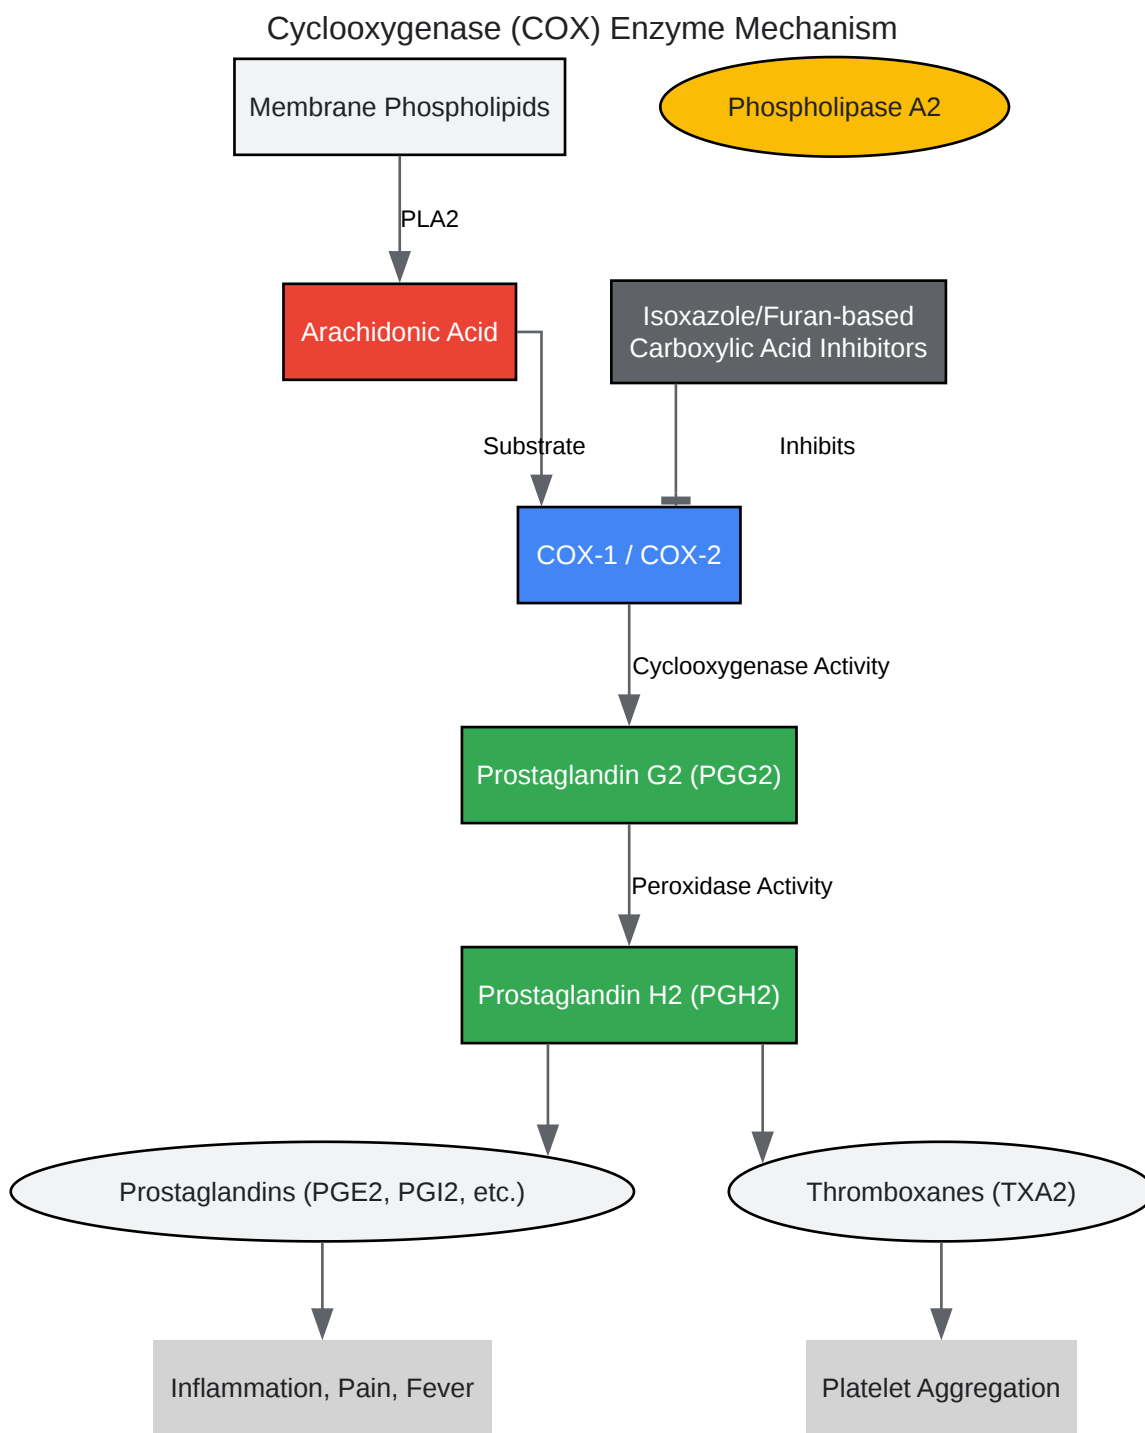 Cyclooxygenase (COX) Enzyme Mechanism
Membrane Phospholipids
Phospholipase A2
PLA2
Arachidonic Acid
Isoxazole/Furan-based
Carboxylic Acid Inhibitors
Substrate
Inhibits
COX-1 / COX-2
Cyclooxygenase Activity
Prostaglandin G2 (PGG2)
Peroxidase Activity
Prostaglandin H2 (PGH2)
Prostaglandins (PGE2, PGI2, etc.)
Thromboxanes (TXA2)
Inflammation, Pain, Fever
Platelet Aggregation